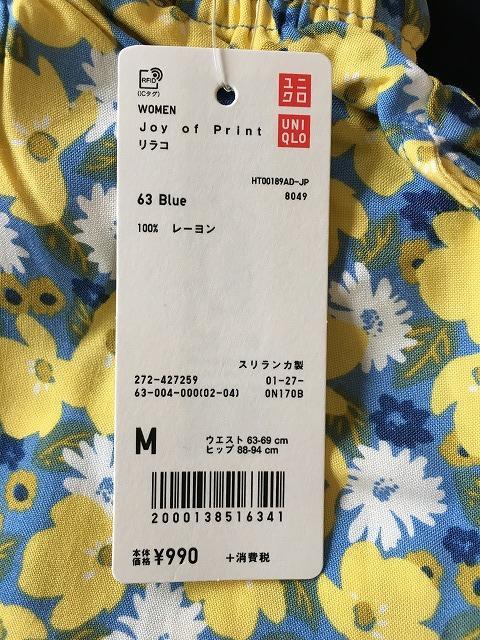 RFID
(ICタグ)
ユニ
クロ
WOMEN
UNI
QLO
Joy of Print
リラコ
HT00189AD-JP
63 Blue
8049
100% レーヨン
スリランカ製
272-427259
01-27-
63-004-000(02-04)
0N170B
M
ウエスト 63-69 cm
ヒップ 88-94 cm
2000138516341
本体
価格
¥990
+消費税